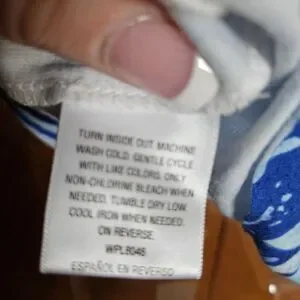 TURN INSIDE OUT. MACHINE
WASH COLD. GENTLE CYCLE
WITH LIKE COLORS. ONLY
NON-CHLORINE BLEACH WHEN
NEEDED. TUMBLE DRY LOW.
COOL IRON WHEN NEEDED.
ON REVERSE.
WPLB046
ESPAÑOL EN REVERSO